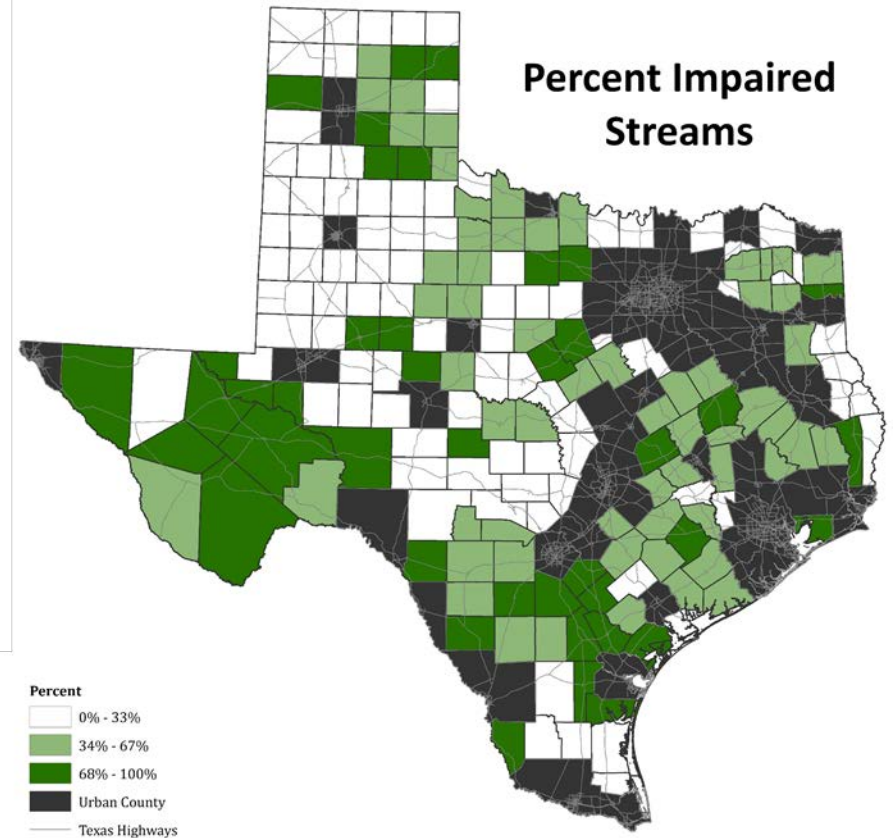 Percent Impaired
Streams
Percent
0% - 33%
34% - 67%
68% - 100%
Urban County
Texas Highways